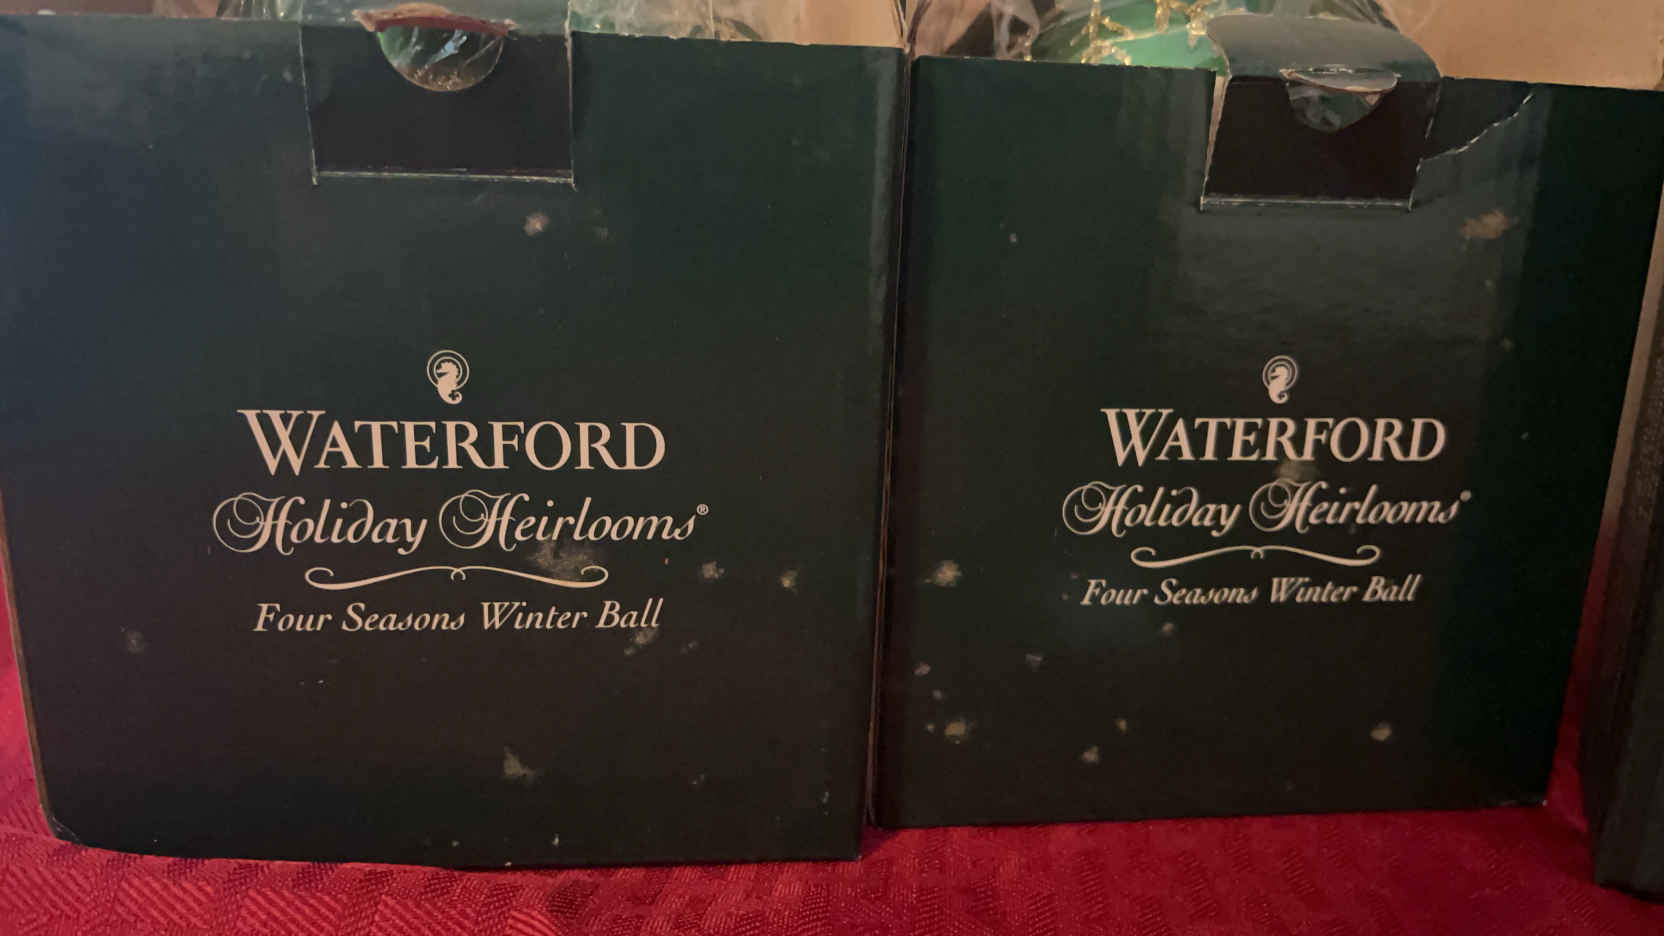 WATERFORD
Holiday Heirlooms®
Four Seasons Winter Ball
WATERFORD
Holiday Heirlooms®
Four Seasons Winter Ball